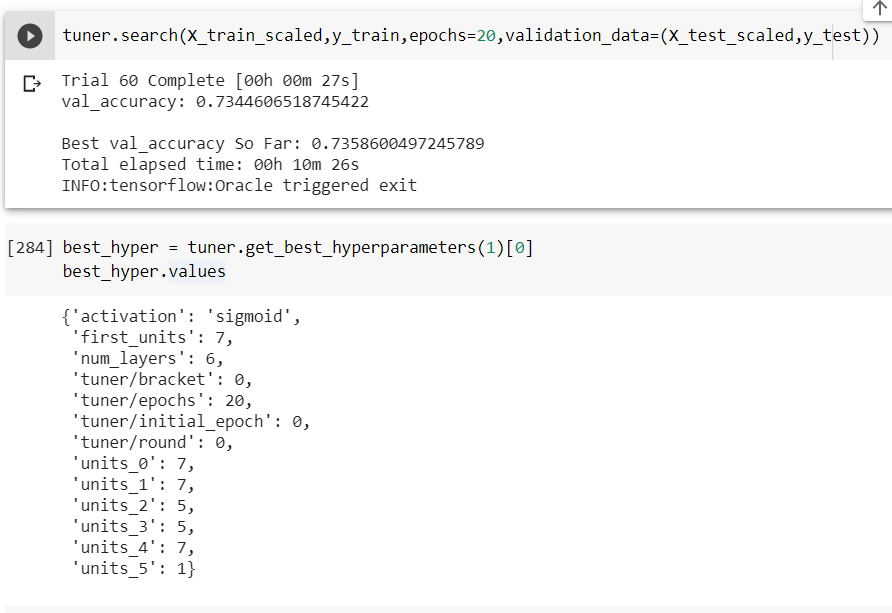 tuner.search(X_train_scaled,y_train,epochs=20,validation_data=(X_test_scaled,y_test))
Trial 60 Complete [00h 00m 27s]
val_accuracy: 0.7344606518745422
Best val_accuracy So Far: 0.7358600497245789
Total elapsed time: 00h 10m 26s
INFO:tensorflow:Oracle triggered exit
[284] best_hyper = tuner.get_best_hyperparameters(1)[0]
best_hyper.values
{'activation': 'sigmoid',
'first_units': 7,
'num_layers': 6,
'tuner/bracket': 0,
'tuner/epochs': 20,
'tuner/initial_epoch': 0,
'tuner/round': 0,
'units_0': 7,
'units_1': 7,
'units_2': 5,
'units_3': 5,
'units_4': 7,
'units_5': 1}